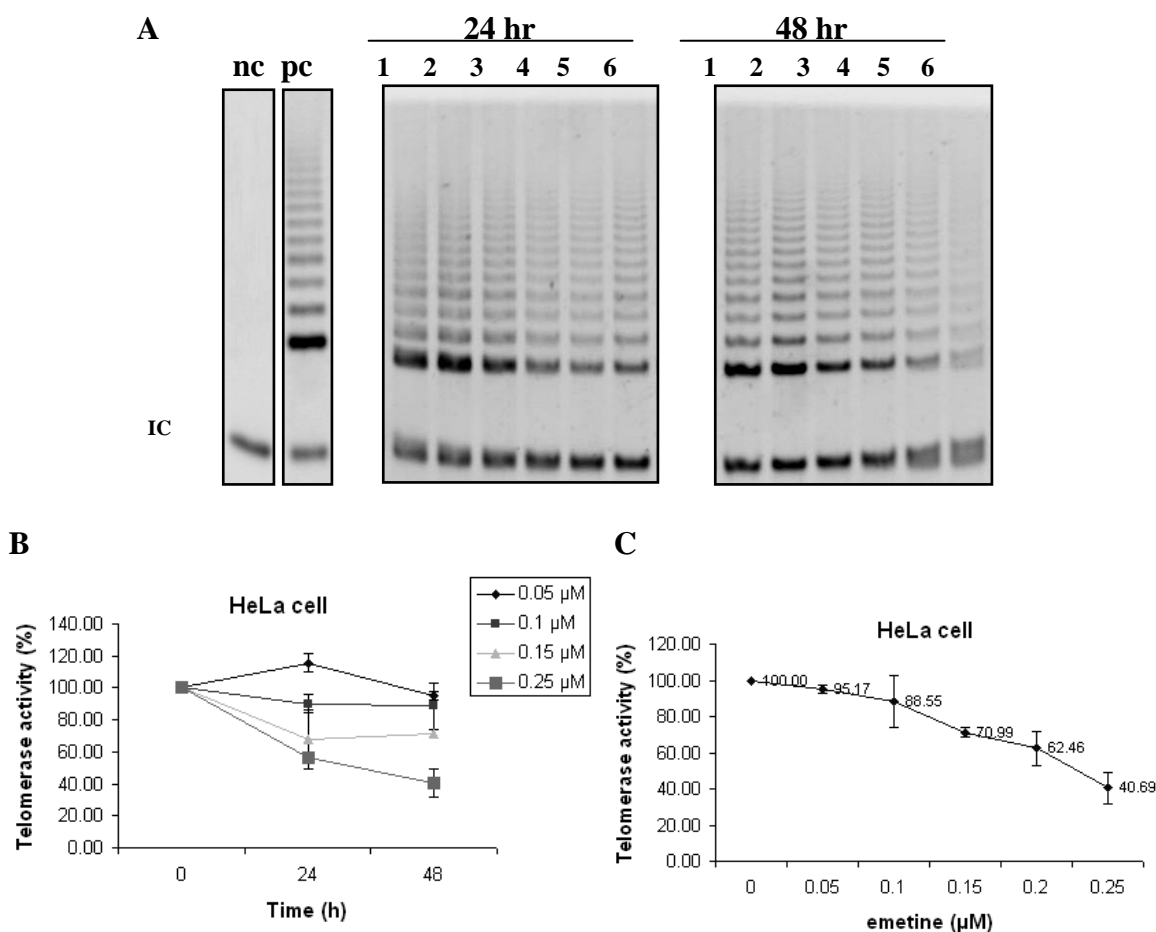 A
24 hr
48 hr
nc pc
1 2 3 4 5 6
1 2 3 4 5 6
IC
B
HeLa cell
0.05 µM
0.1 µM
0.15 µM
0.25 µM
Telomerase activity (%)
140.00
120.00
100.00
80.00
60.00
40.00
20.00
0.00
0 24 48
Time (h)
C
HeLa cell
Telomerase activity (%)
120.00
100.00
80.00
60.00
40.00
20.00
0.00
100.00
95.17
88.55
70.99
62.46
40.69
0 0.05 0.1 0.15 0.2 0.25
emetine (µM)